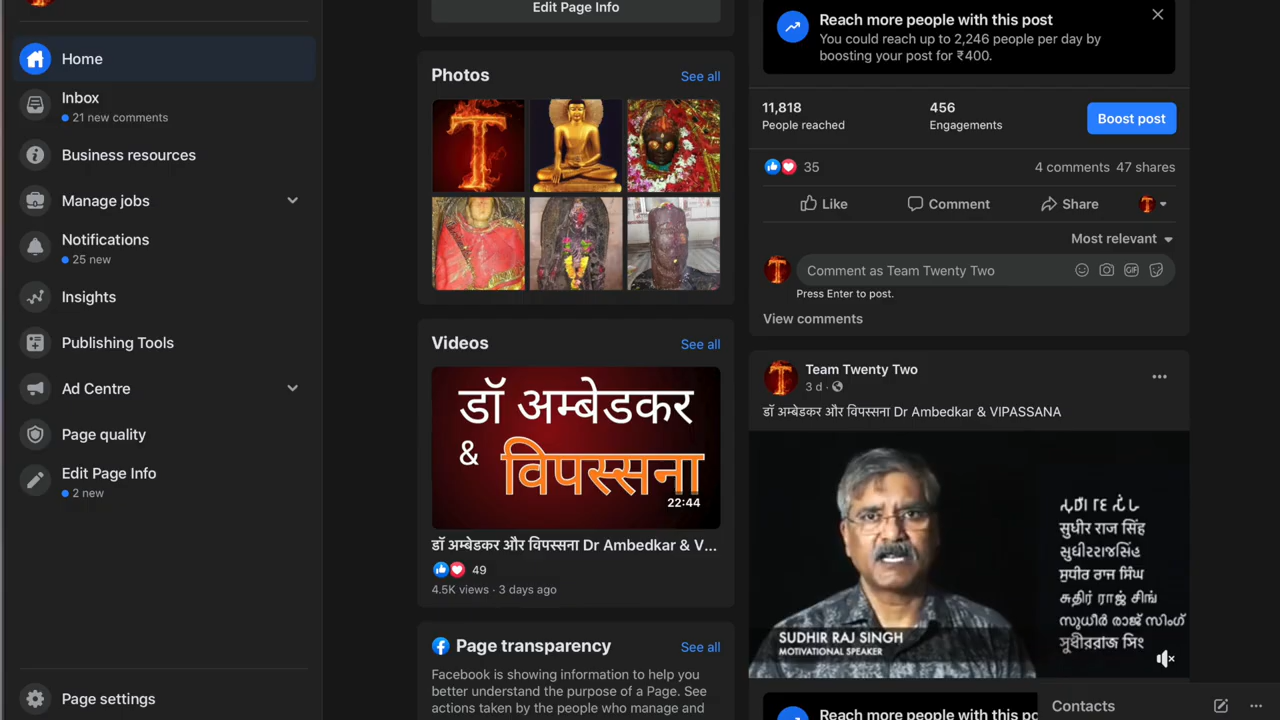 Home
Inbox
21 new comments
Business resources
Manage jobs
Notifications
25 new
Insights
Publishing Tools
Ad Centre
Page quality
Edit Page Info
2 new
Page settings
Edit Page Info
Photos
See all
T
Videos
See all
डॉ अम्बेडकर
&
विपस्सना
22:44
डॉ अम्बेडकर और विपस्सना Dr Ambedkar & V...
49
4.5K views · 3 days ago
Page transparency
See all
Facebook is showing information to help you
better understand the purpose of a Page. See
actions taken by the people who manage and
Reach more people with this post
You could reach up to 2,246 people per day by
boosting your post for ₹400.
11,818
People reached
456
Engagements
Boost post
35
4 comments 47 shares
Like
Comment
Share
Most relevant
Comment as Team Twenty Two
GIF
Press Enter to post.
View comments
Team Twenty Two
3 d ·
डॉ अम्बेडकर और विपस्सना Dr Ambedkar & VIPASSANA
सुधीर राज सिंह
SUDHIR RAJ SINGH
MOTIVATIONAL SPEAKER
Reach more people with this po
Contacts